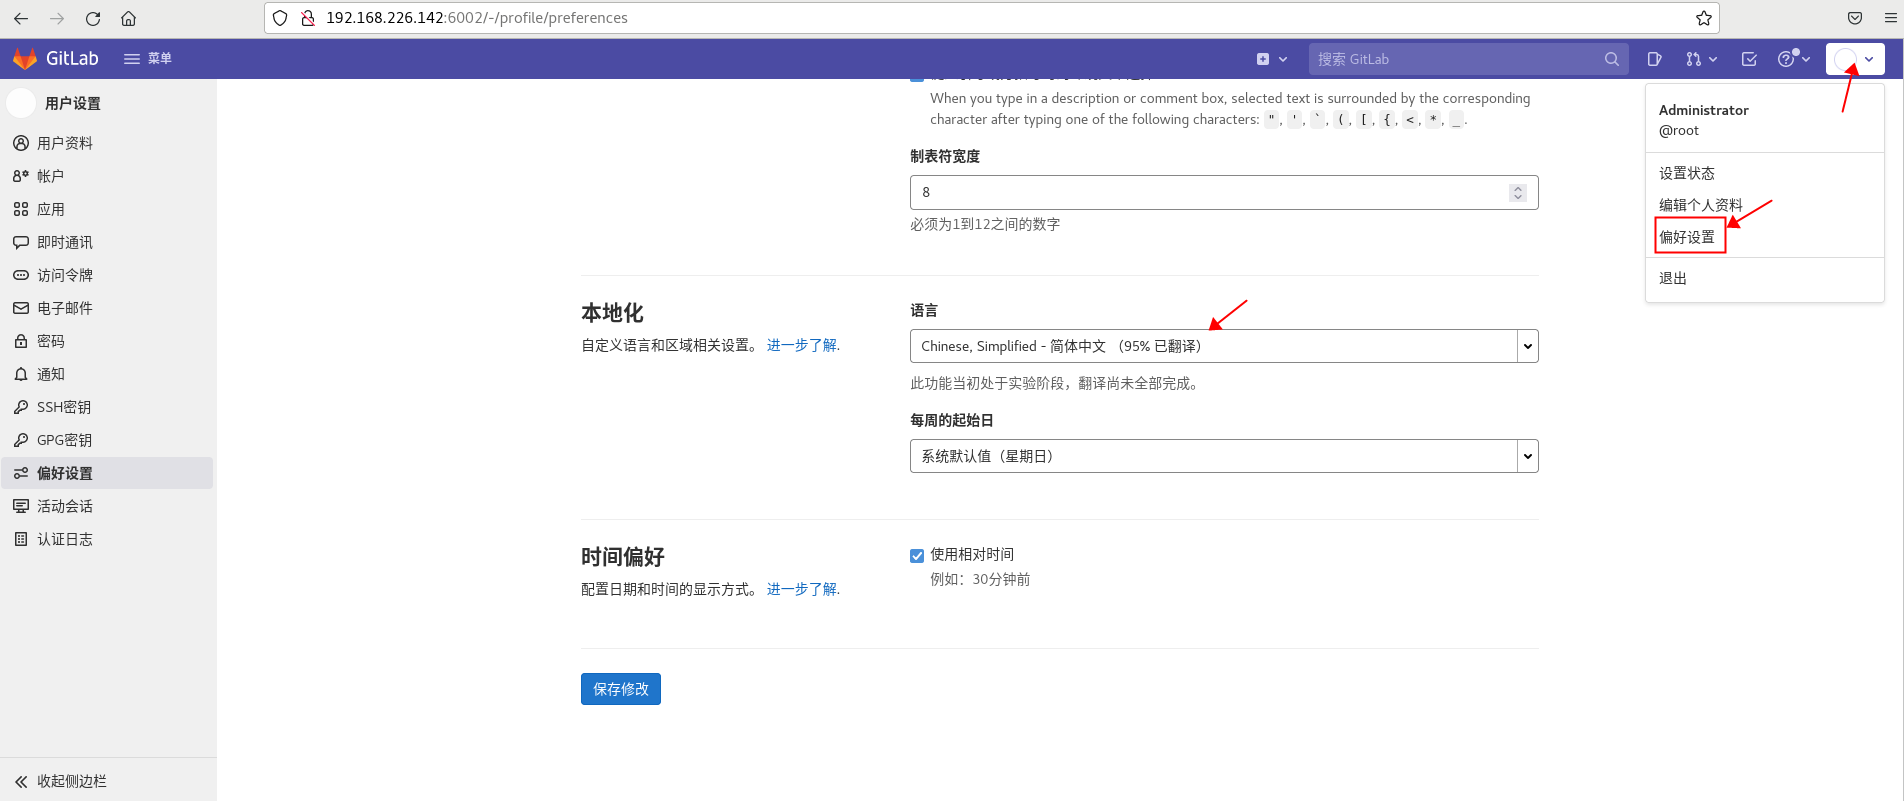 192.168.226.142:6002/-/profile/preferences
GitLab
菜单
搜索 GitLab
用户设置
用户资料
帐户
应用
即时通讯
访问令牌
电子邮件
密码
通知
SSH密钥
GPG密钥
偏好设置
活动会话
认证日志
收起侧边栏
When you type in a description or comment box, selected text is surrounded by the corresponding
character after typing one of the following characters: ", ', `, (, [, {, <, *, _.
制表符宽度
8
必须为1到12之间的数字
本地化
自定义语言和区域相关设置。 进一步了解.
语言
Chinese, Simplified - 简体中文 （95% 已翻译）
此功能当初处于实验阶段，翻译尚未全部完成。
每周的起始日
系统默认值（星期日）
时间偏好
配置日期和时间的显示方式。 进一步了解.
使用相对时间
例如：30分钟前
保存修改
Administrator
@root
设置状态
编辑个人资料
偏好设置
退出